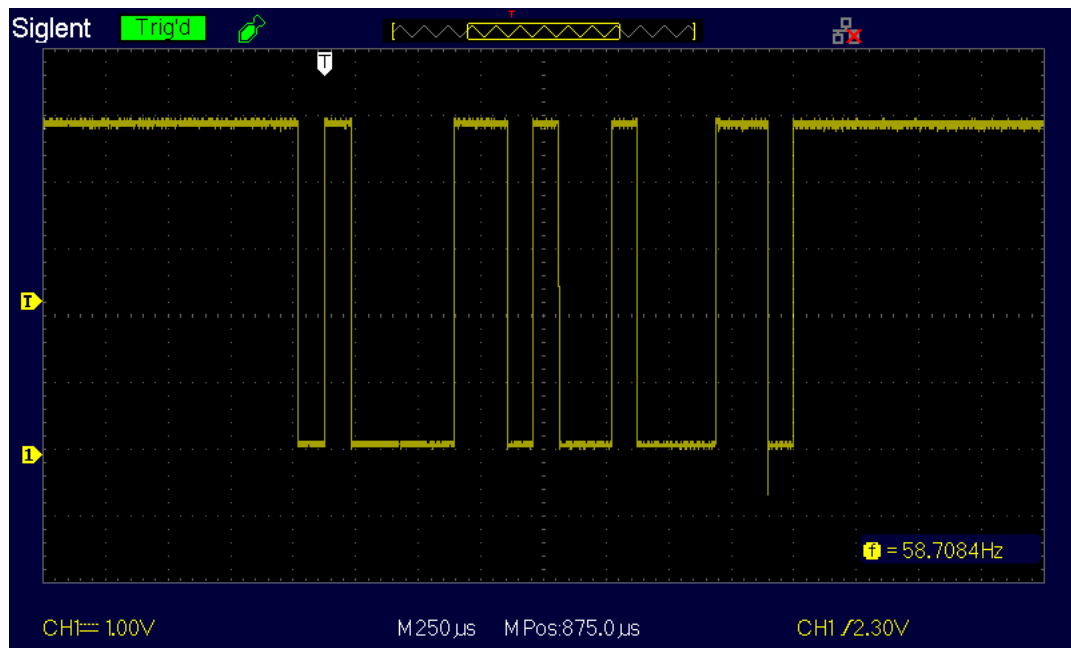 Siglent Trig'd T
T
T
1
f = 58.7084Hz
CH1 1.00V M 250µs M Pos:875.0µs CH1 2.30V